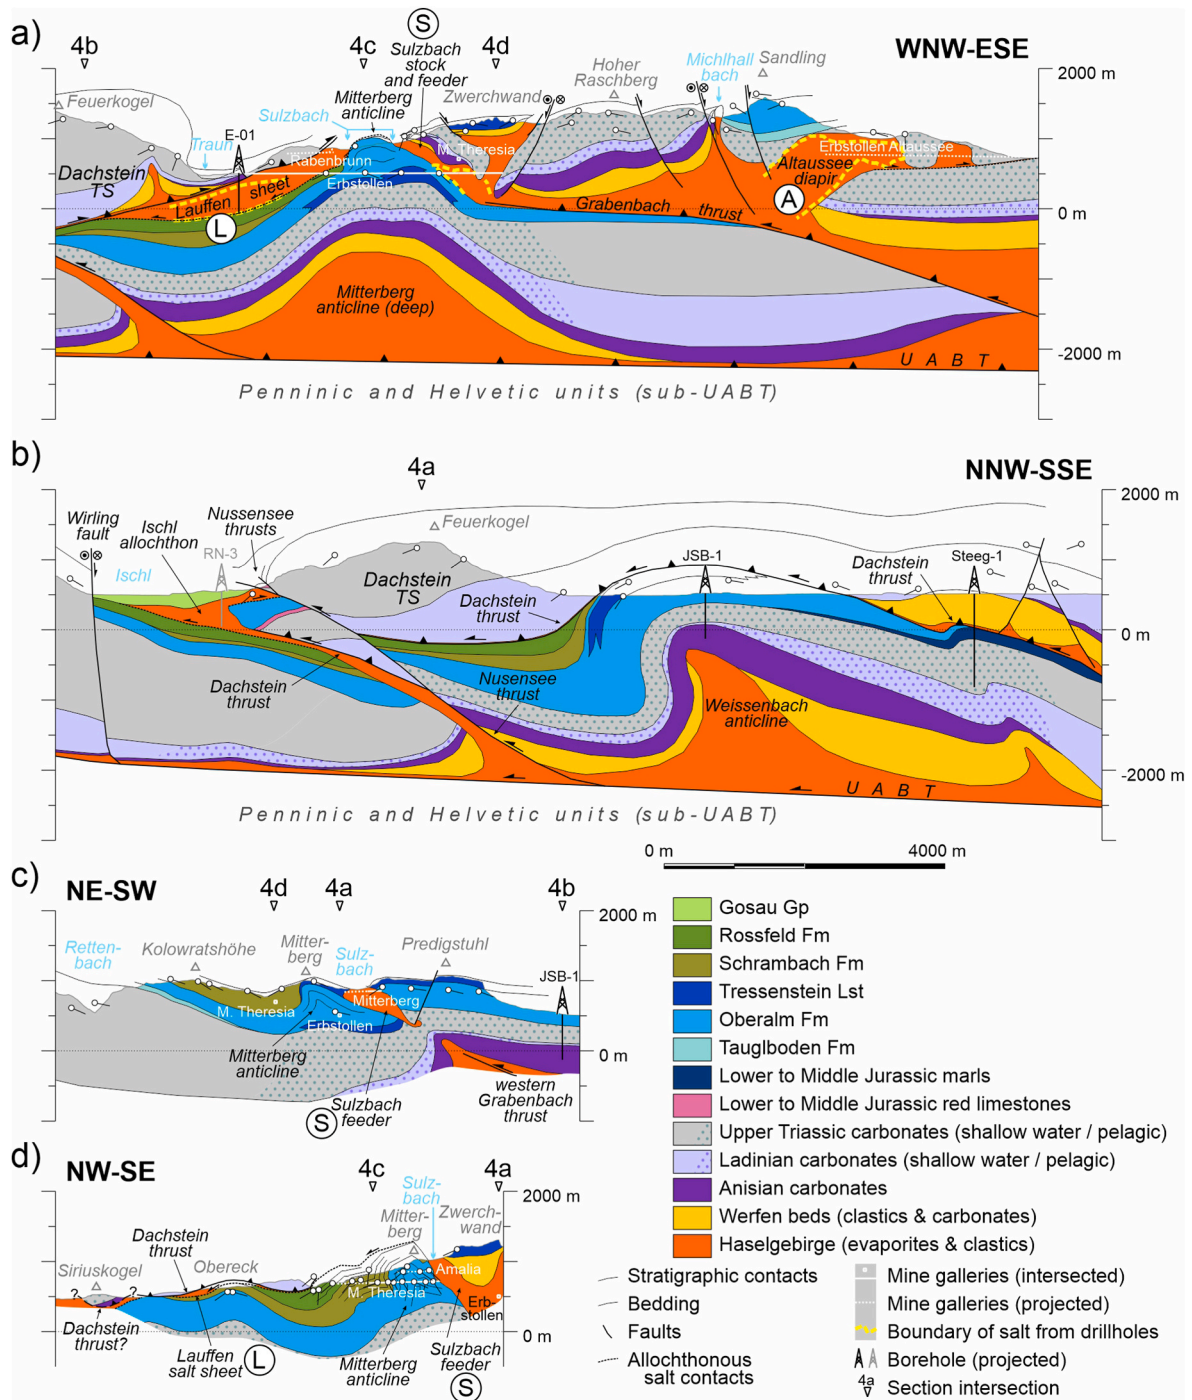 a)
4b
4c
S
4d
WNW-ESE
Feuerkogel
Traun
E-01
Sulzbach
Mitterberg
anticline
Sulzbach
stock
and feeder
Zwerchwand
Hoher
Raschberg
Michlhall
bach
Sandling
2000 m
0 m
-2000 m
Dachstein
TS
Rabenbrunn
M. Theresia
Erbstollen
Lauffen
sheet
L
Erbstollen Altaussee
Altaussee
diapir
A
Grabenbach thrust
Mitterberg
anticline (deep)
UABT
Penninic and Helvetic units (sub-UABT)
b)
4a
NNW-SSE
Wirling
fault
Ischl
allochthon
Nussensee
thrusts
RN-3
Ischl
Feuerkogel
JSB-1
Dachstein
thrust
Steeg-1
2000 m
0 m
-2000 m
Dachstein
TS
Dachstein
thrust
Dachstein
thrust
Nusensee
thrust
Weissenbach
anticline
UABT
Penninic and Helvetic units (sub-UABT)
0 m
4000 m
c)
NE-SW
4d
4a
4b
2000 m
0 m
Retten-
bach
Kolowratshöhe
Mitter-
berg
Sulz-
bach
Predigstuhl
JSB-1
M. Theresia
Mitterberg
Erbstollen
Mitterberg
anticline
Sulzbach
feeder
S
western
Grabenbach
thrust
d)
NW-SE
4c
4a
2000 m
0 m
Sulz-
bach
Mitter-
berg
Zwerch-
wand
Dachstein
thrust
Siriuskogel
Obereck
?
?
Amalia
M. Theresia
Erb-
stollen
Dachstein
thrust?
Lauffen
salt sheet
L
Mitterberg
anticline
Sulzbach
feeder
S
Gosau Gp
Rossfeld Fm
Schrambach Fm
Tressenstein Lst
Oberalm Fm
Tauglboden Fm
Lower to Middle Jurassic marls
Lower to Middle Jurassic red limestones
Upper Triassic carbonates (shallow water / pelagic)
Ladinian carbonates (shallow water / pelagic)
Anisian carbonates
Werfen beds (clastics & carbonates)
Haselgebirge (evaporites & clastics)
Stratigraphic contacts
Bedding
Faults
Allochthonous
salt contacts
Mine galleries (intersected)
Mine galleries (projected)
Boundary of salt from drillholes
Borehole (projected)
4a
Section intersection